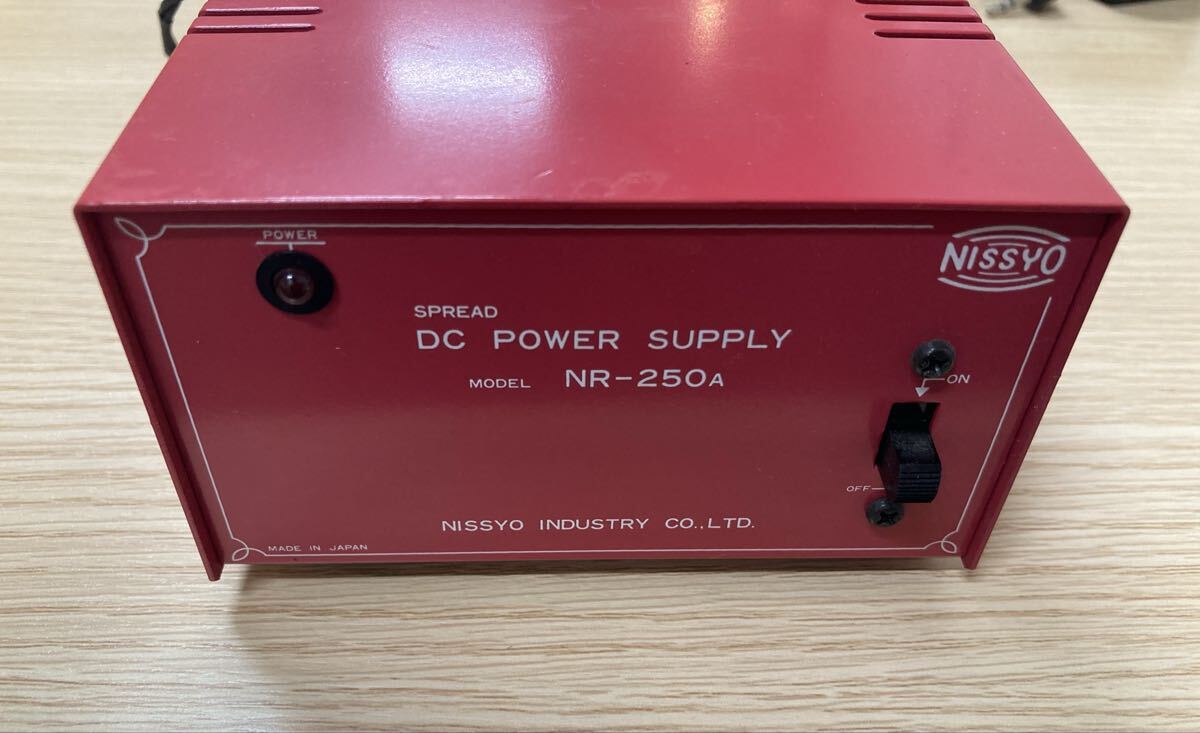 POWER
NISSYO
SPREAD
DC POWER SUPPLY
MODEL NR-250A
ON
OFF
NISSYO INDUSTRY CO.,LTD.
MADE IN JAPAN